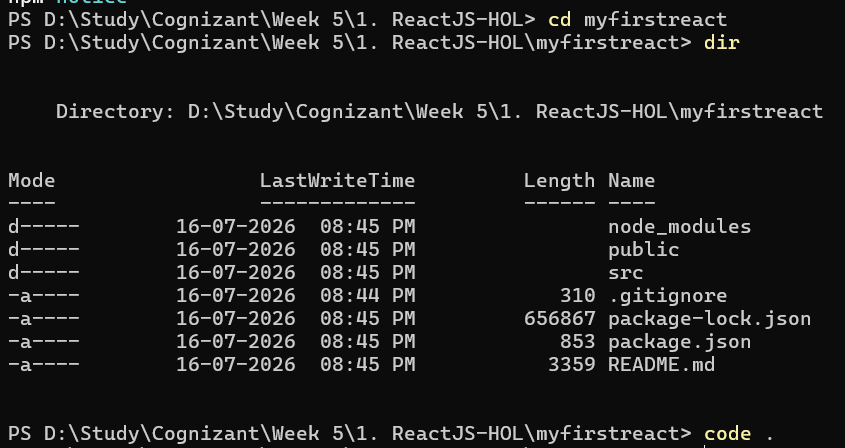 npm notice
PS D:\Study\Cognizant\Week 5\1. ReactJS-HOL> cd myfirstreact
PS D:\Study\Cognizant\Week 5\1. ReactJS-HOL\myfirstreact> dir
Directory: D:\Study\Cognizant\Week 5\1. ReactJS-HOL\myfirstreact
Mode                 LastWriteTime         Length Name
----                 -------------         ------ ----
d-----        16-07-2026  08:45 PM                node_modules
d-----        16-07-2026  08:45 PM                public
d-----        16-07-2026  08:45 PM                src
-a----        16-07-2026  08:44 PM            310 .gitignore
-a----        16-07-2026  08:45 PM         656867 package-lock.json
-a----        16-07-2026  08:45 PM            853 package.json
-a----        16-07-2026  08:45 PM           3359 README.md
PS D:\Study\Cognizant\Week 5\1. ReactJS-HOL\myfirstreact> code .